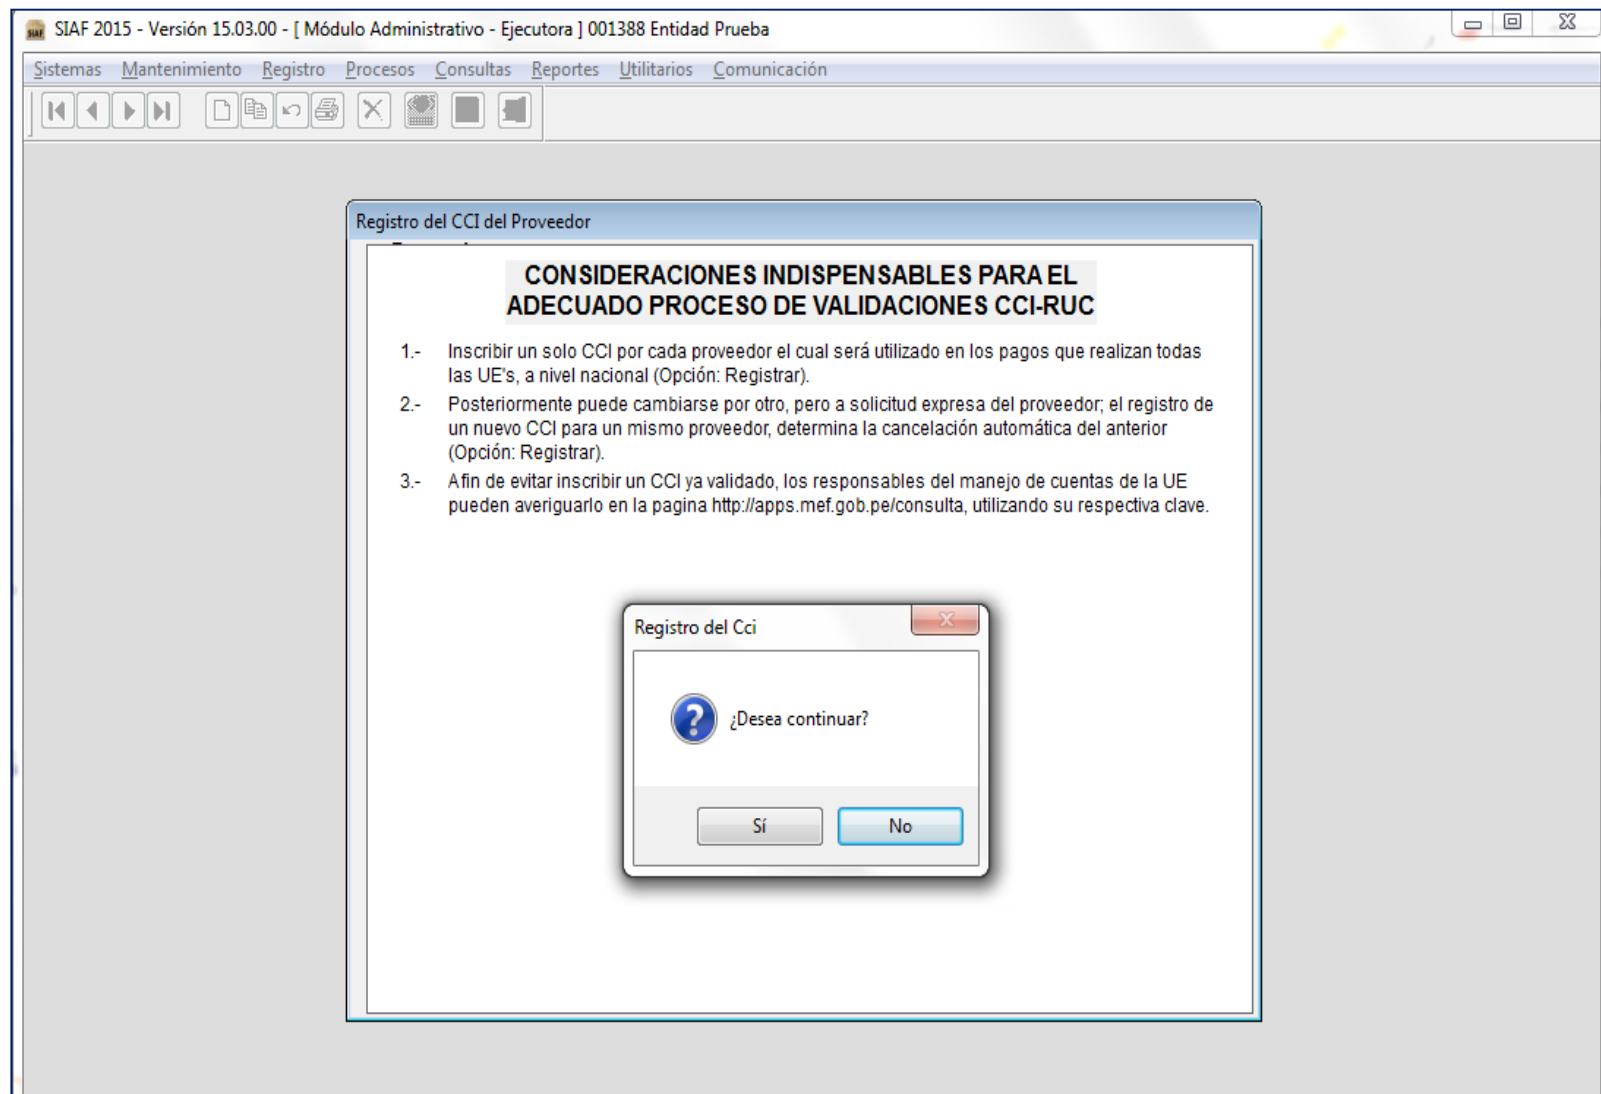 SIAF 2015 - Versión 15.03.00 - [ Módulo Administrativo - Ejecutora ] 001388 Entidad Prueba
Sistemas Mantenimiento Registro Procesos Consultas Reportes Utilitarios Comunicación
Registro del CCI del Proveedor
CONSIDERACIONES INDISPENSABLES PARA EL
ADECUADO PROCESO DE VALIDACIONES CCI-RUC
1.- Inscribir un solo CCI por cada proveedor el cual será utilizado en los pagos que realizan todas
las UE's, a nivel nacional (Opción: Registrar).
2.- Posteriormente puede cambiarse por otro, pero a solicitud expresa del proveedor; el registro de
un nuevo CCI para un mismo proveedor, determina la cancelación automática del anterior
(Opción: Registrar).
3.- Afin de evitar inscribir un CCI ya validado, los responsables del manejo de cuentas de la UE
pueden averiguarlo en la pagina http://apps.mef.gob.pe/consulta, utilizando su respectiva clave.
Registro del Cci
¿Desea continuar?
Sí No